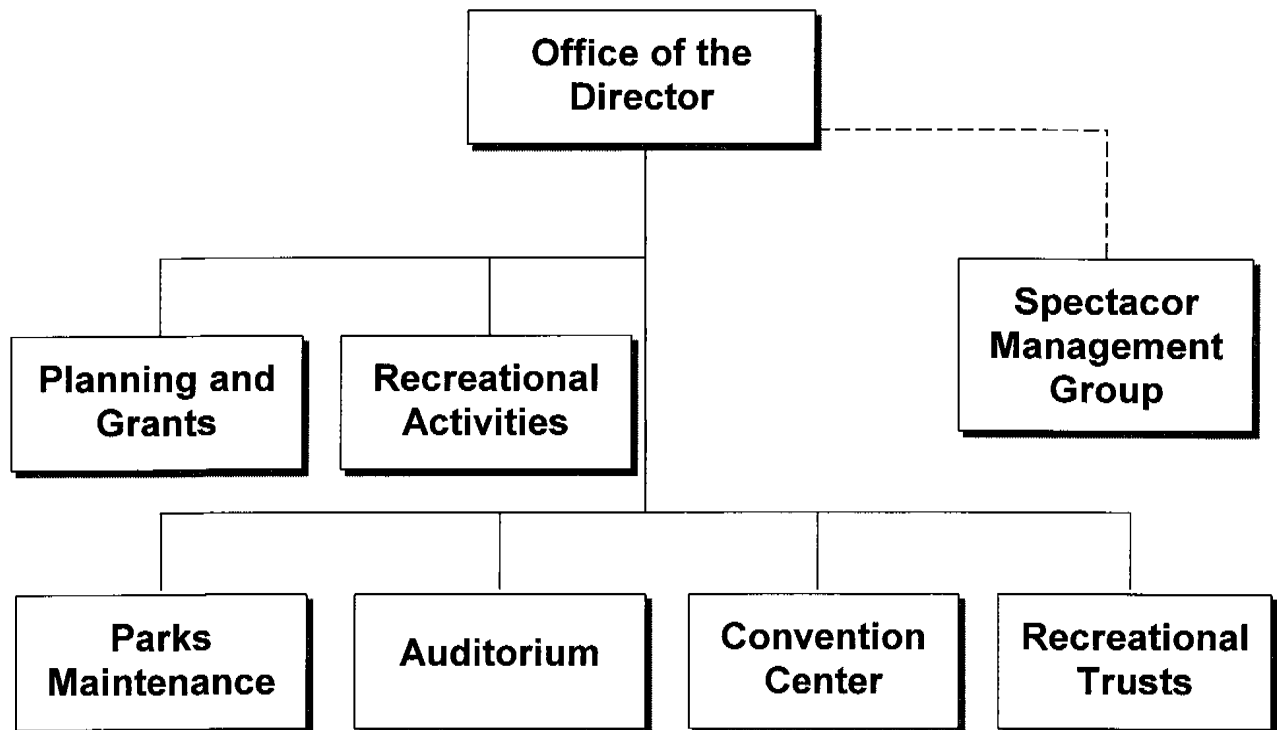 Office of the
Director
Spectacor
Management
Group
Planning and
Grants
Recreational
Activities
Parks
Maintenance
Auditorium
Convention
Center
Recreational
Trusts